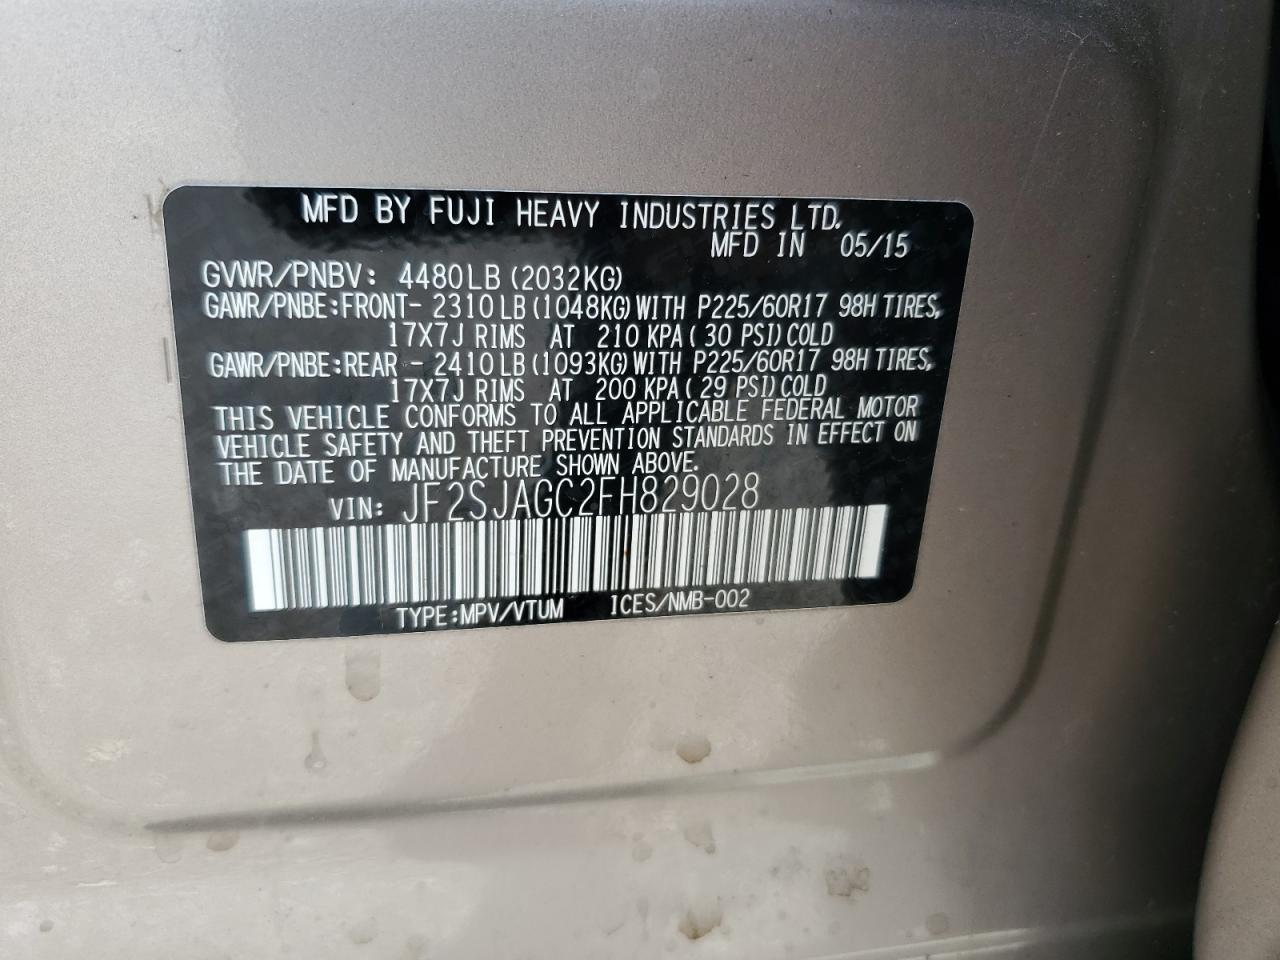 MFD BY FUJI HEAVY INDUSTRIES LTD.
MFD IN 05/15
GVWR/PNBV: 4480LB (2032KG)
GAWR/PNBE:FRONT- 2310LB (1048KG) WITH P225/60R17 98H TIRES,
17X7J RIMS AT 210 KPA (30 PSI) COLD
GAWR/PNBE:REAR - 2410LB (1093KG) WITH P225/60R17 98H TIRES,
17X7J RIMS AT 200 KPA (29 PSI) COLD
THIS VEHICLE CONFORMS TO ALL APPLICABLE FEDERAL MOTOR
VEHICLE SAFETY AND THEFT PREVENTION STANDARDS IN EFFECT ON
THE DATE OF MANUFACTURE SHOWN ABOVE.
VIN: JF2SJAGC2FH829028
TYPE:MPV/VTUM ICES/NMB-002